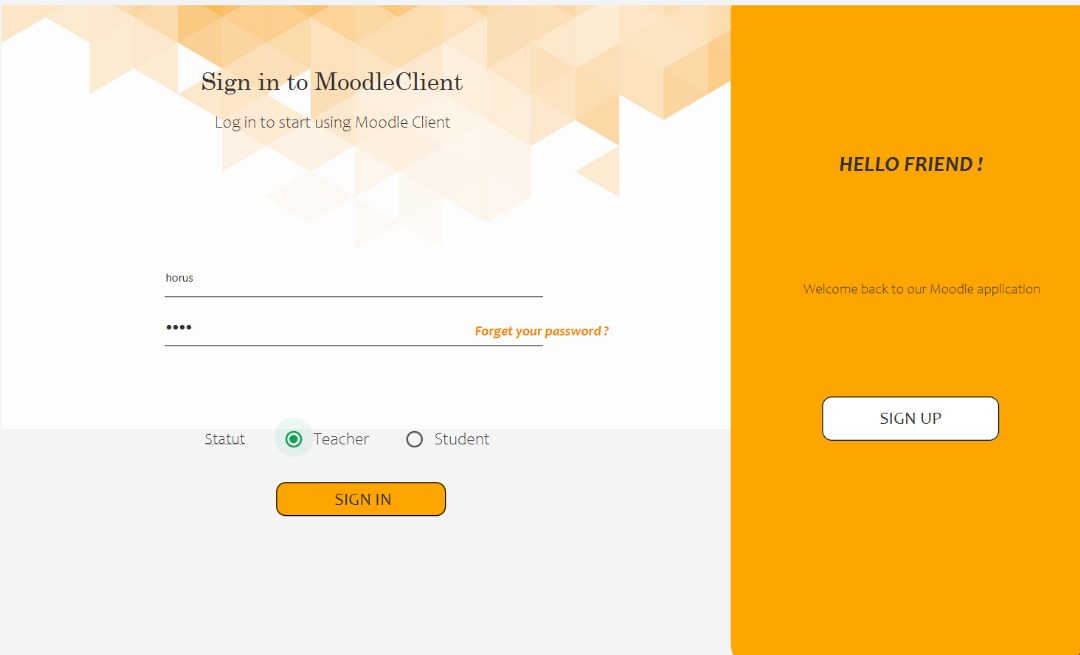 Sign in to MoodleClient
Log in to start using Moodle Client
horus
••••
Forget your password ?
Statut
Teacher
Student
SIGN IN
HELLO FRIEND !
Welcome back to our Moodle application
SIGN UP